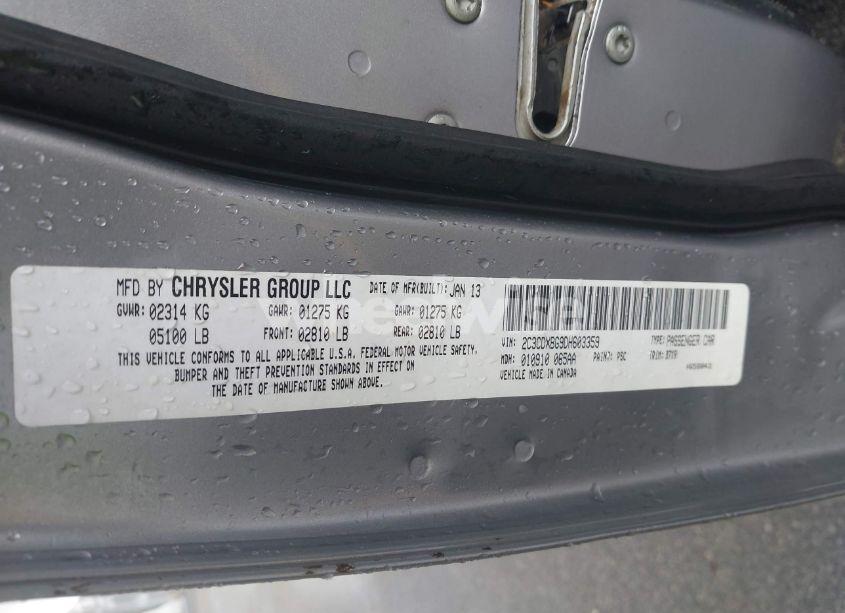 MFD BY CHRYSLER GROUP LLC DATE OF MFR(BUILT): JAN 13
GVWR: 02314 KG GAWR: 01275 KG GAWR: 01275 KG
05100 LB FRONT: 02810 LB REAR: 02810 LB
THIS VEHICLE CONFORMS TO ALL APPLICABLE U.S.A. FEDERAL MOTOR VEHICLE SAFETY,
BUMPER AND THEFT PREVENTION STANDARDS IN EFFECT ON
THE DATE OF MANUFACTURE SHOWN ABOVE.
VIN: 2C3CDXBG9DH603359 TYPE: PASSENGER CAR
MDH: 010910 065AA PAINT: PSC TRIM:
VEHICLE MADE IN CANADA